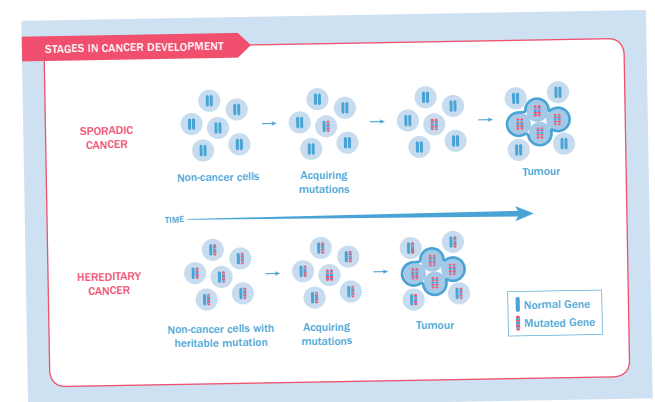 STAGES IN CANCER DEVELOPMENT
SPORADIC
CANCER
Non-cancer cells
Acquiring
mutations
Tumour
TIME
HEREDITARY
CANCER
Non-cancer cells with
heritable mutation
Acquiring
mutations
Tumour
Normal Gene
Mutated Gene